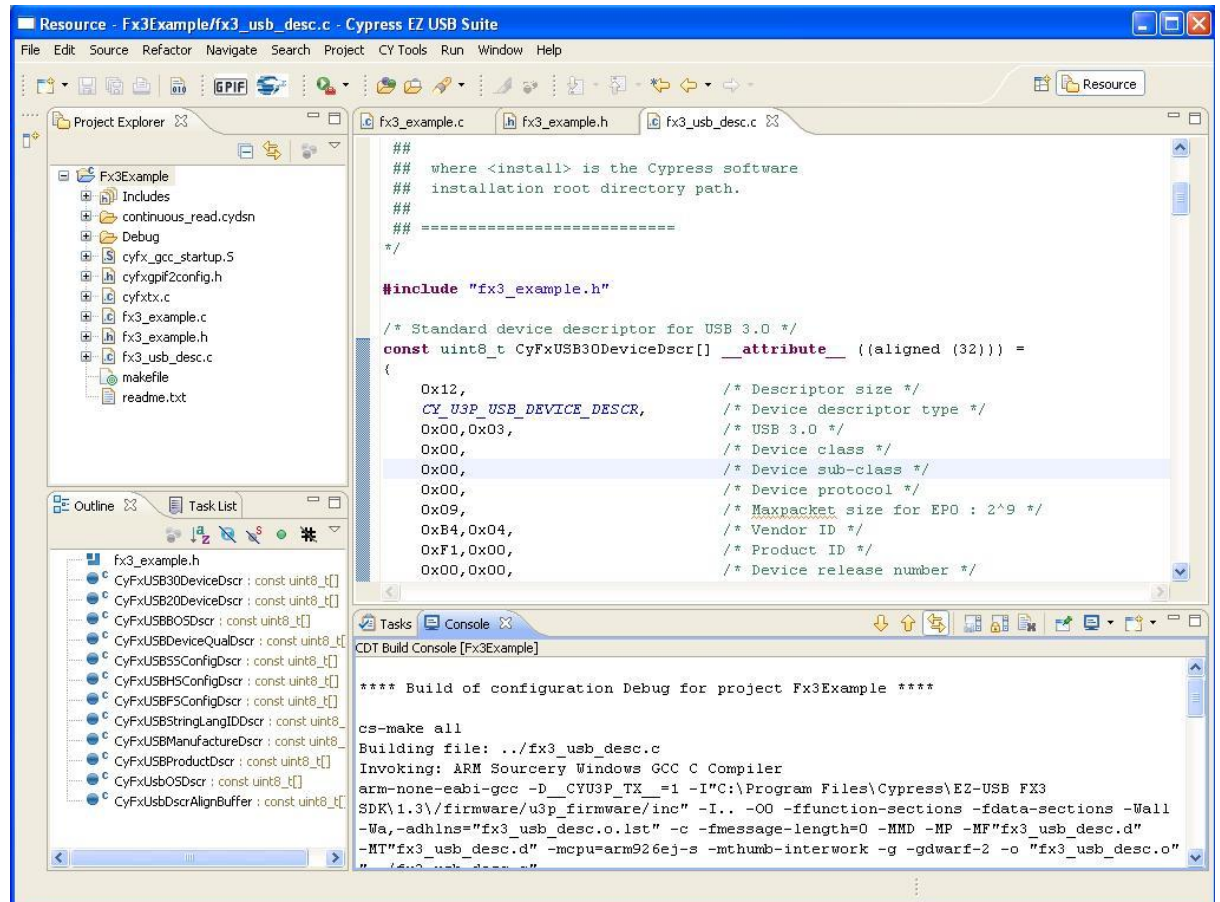 Resource - Fx3Example/fx3_usb_desc.c - Cypress EZ USB Suite
File Edit Source Refactor Navigate Search Project CY Tools Run Window Help
010 GPIF Resource
Project Explorer
Fx3Example
Includes
continuous_read.cydsn
Debug
cyfx_gcc_startup.S
cyfxgpif2config.h
cyfxtx.c
fx3_example.c
fx3_example.h
fx3_usb_desc.c
makefile
readme.txt
Outline Task List
fx3_example.h
CyFxUSB30DeviceDscr : const uint8_t[]
CyFxUSB20DeviceDscr : const uint8_t[]
CyFxUSBBOSDscr : const uint8_t[]
CyFxUSBDeviceQualDscr : const uint8_t[
CyFxUSBSSConfigDscr : const uint8_t[]
CyFxUSBHSConfigDscr : const uint8_t[]
CyFxUSBFSConfigDscr : const uint8_t[]
CyFxUSBStringLangIDDscr : const uint8_
CyFxUSBManufactureDscr : const uint8_
CyFxUSBProductDscr : const uint8_t[]
CyFxUsbOSDscr : const uint8_t[]
CyFxUsbDscrAlignBuffer : const uint8_t[
fx3_example.c fx3_example.h fx3_usb_desc.c
##
## where <install> is the Cypress software
## installation root directory path.
##
## ===========================
*/
#include "fx3_example.h"
/* Standard device descriptor for USB 3.0 */
const uint8_t CyFxUSB30DeviceDscr[] __attribute__ ((aligned (32))) =
{
0x12, /* Descriptor size */
CY_U3P_USB_DEVICE_DESCR, /* Device descriptor type */
0x00,0x03, /* USB 3.0 */
0x00, /* Device class */
0x00, /* Device sub-class */
0x00, /* Device protocol */
0x09, /* Maxpacket size for EP0 : 2^9 */
0xB4,0x04, /* Vendor ID */
0xF1,0x00, /* Product ID */
0x00,0x00, /* Device release number */
Tasks Console
CDT Build Console [Fx3Example]
**** Build of configuration Debug for project Fx3Example ****
cs-make all
Building file: ../fx3_usb_desc.c
Invoking: ARM Sourcery Windows GCC C Compiler
arm-none-eabi-gcc -D__CYU3P_TX__=1 -I"C:\Program Files\Cypress\EZ-USB FX3
SDK\1.3\/firmware/u3p_firmware/inc" -I.. -O0 -ffunction-sections -fdata-sections -Wall
-Wa,-adhlns="fx3_usb_desc.o.lst" -c -fmessage-length=0 -MMD -MP -MF"fx3_usb_desc.d"
-MT"fx3_usb_desc.d" -mcpu=arm926ej-s -mthumb-interwork -g -gdwarf-2 -o "fx3_usb_desc.o"